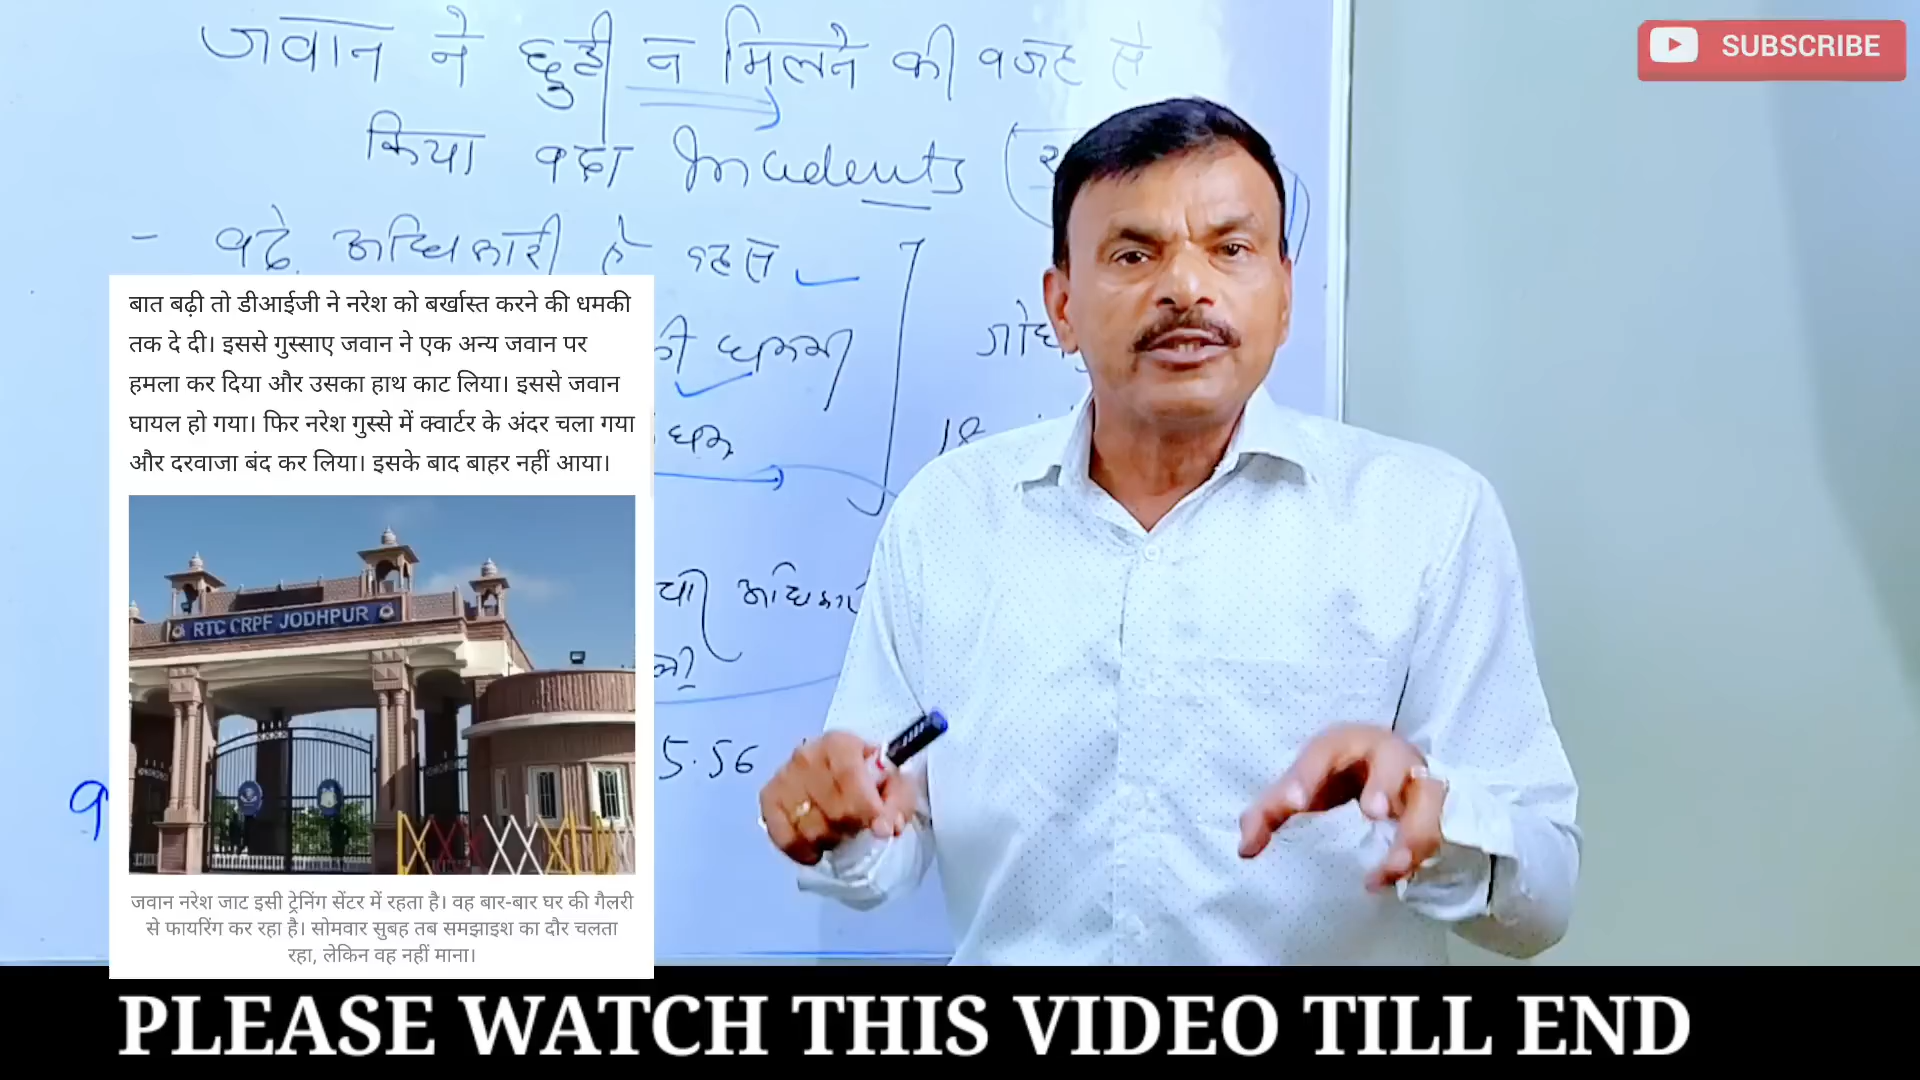 जवान ने छुट्टी न मिलने की वजह से
SUBSCRIBE
किया बड़ा Incidents
- बड़े अधिकारी से बहस
बात बढ़ी तो डीआईजी ने नरेश को बर्खास्त करने की धमकी
तक दे दी। इससे गुस्साए जवान ने एक अन्य जवान पर
हमला कर दिया और उसका हाथ काट लिया। इससे जवान
घायल हो गया। फिर नरेश गुस्से में क्वार्टर के अंदर चला गया
और दरवाजा बंद कर लिया। इसके बाद बाहर नहीं आया।
की धमकी
18
5.56
RTC CRPF JODHPUR
जवान नरेश जाट इसी ट्रेनिंग सेंटर में रहता है। वह बार-बार घर की गैलरी
से फायरिंग कर रहा है। सोमवार सुबह तब समझाइश का दौर चलता
रहा, लेकिन वह नहीं माना।
PLEASE WATCH THIS VIDEO TILL END